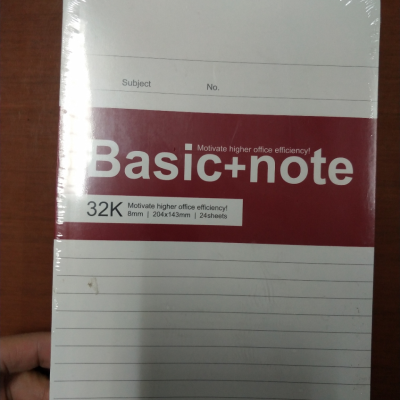 Subject No.
Motivate higher office efficiency!
Basic+note
32K Motivate higher office efficiency!
8mm | 204x143mm | 24sheets